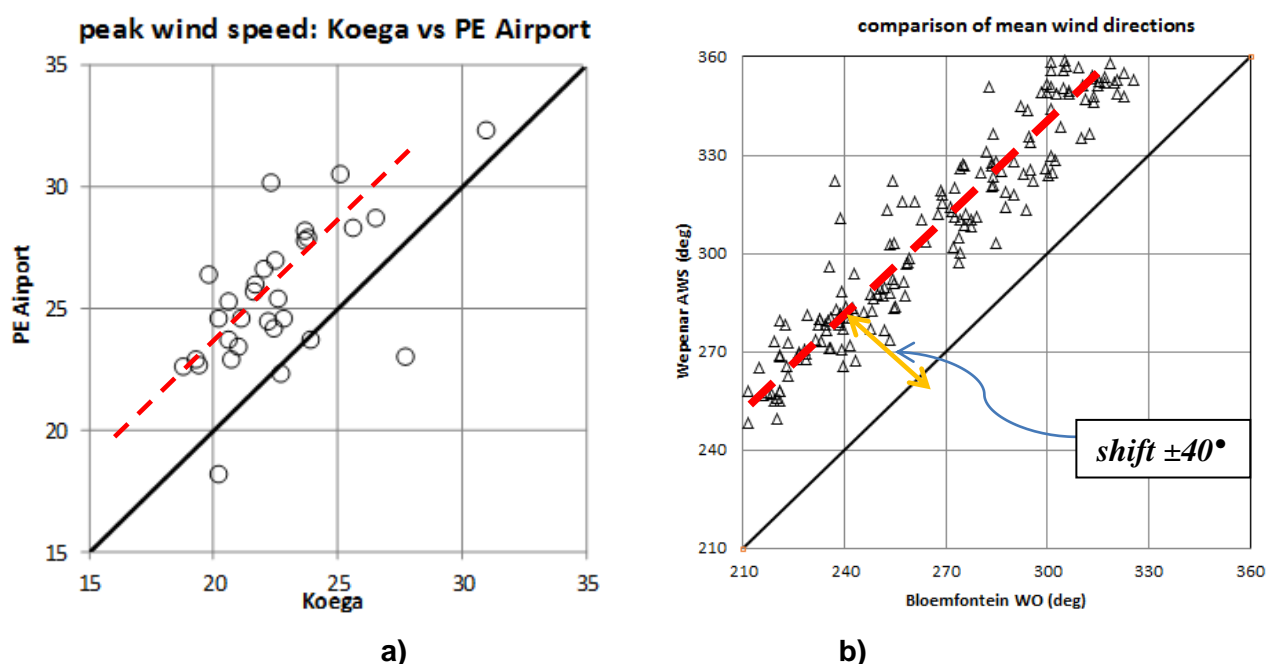 peak wind speed: Koega vs PE Airport
PE Airport
35
30
25
20
15
15 20 25 30 35
Koega
a)
comparison of mean wind directions
Wepenar AWS (deg)
360
330
300
270
240
210
210 240 270 300 330 360
Bloemfontein WO (deg)
shift ±40•
b)